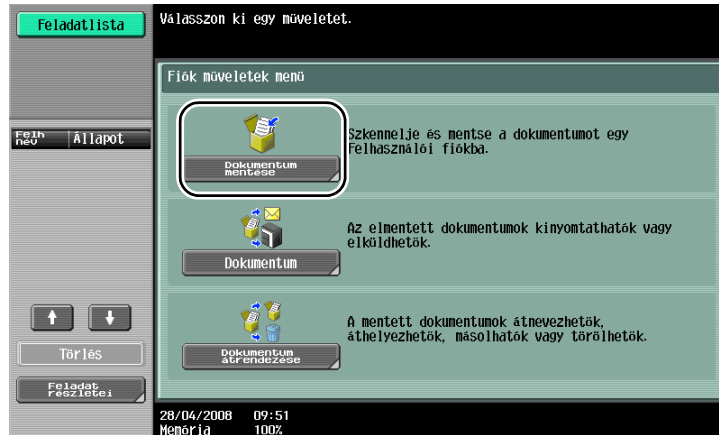 Feladatlista
Válasszon ki egy müveletet.
Fiók müveletek menü
Felh név
Állapot
Dokumentum
mentése
Szkennelje és mentse a dokumentumot egy
Felhasználói fiókba.
Dokumentum
Az elmentett dokumentumok kinyomtathatók vagy
elküldhetök.
Dokumentum
átrendezése
A mentett dokumentumok átnevezhetök,
áthelyezhetök, másolhatók vagy törölhetök.
Törlés
Feladat
részletei
28/04/2008 09:51
Memória 100%